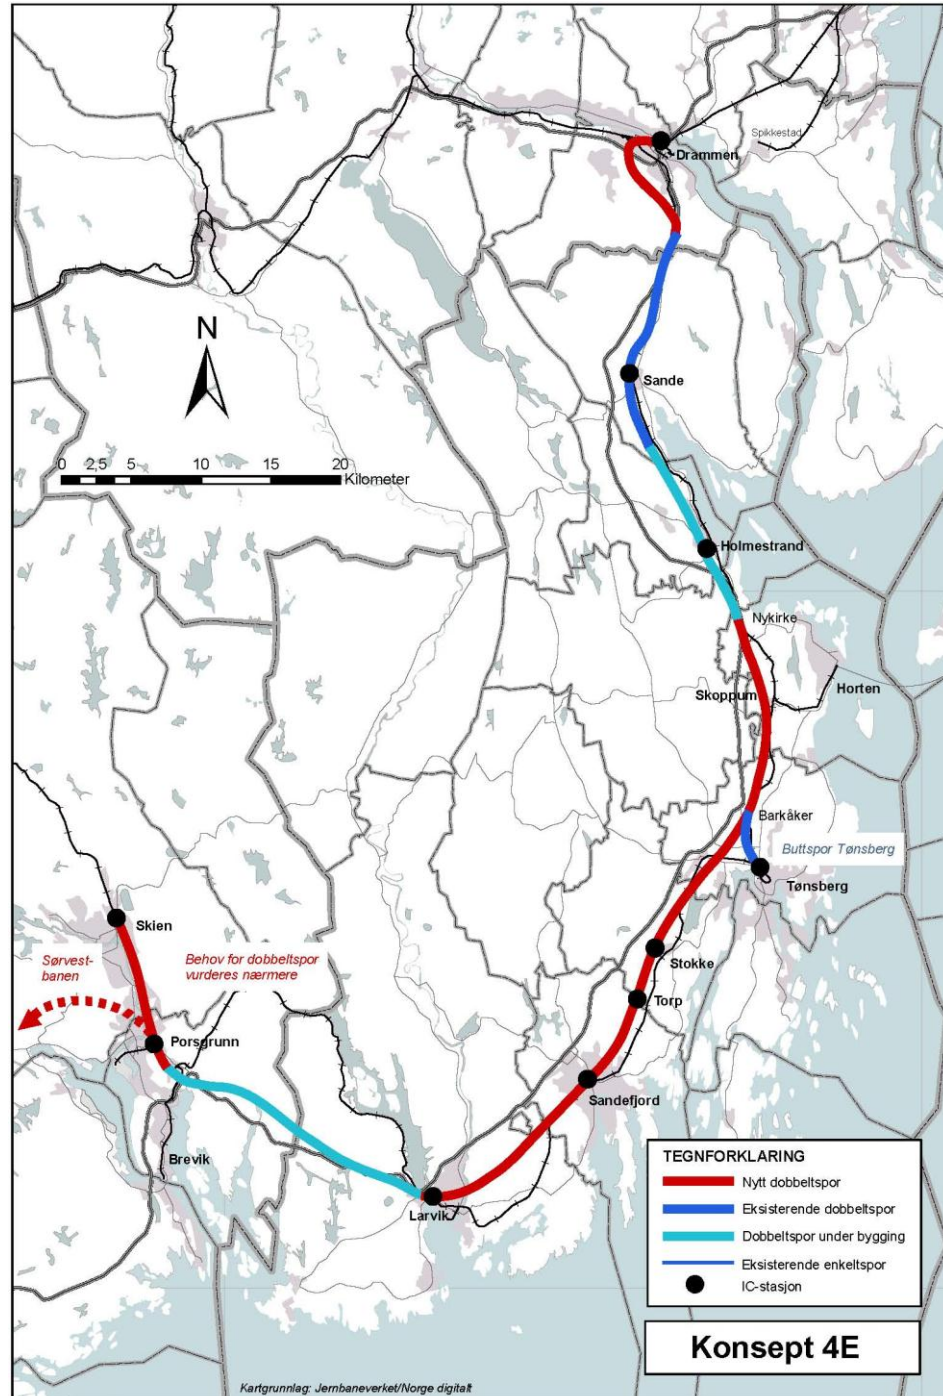 Spikkestad
Drammen
N
Sande
0 2,5 5 10 15 20
Kilometer
Holmestrand
Nykirke
Skoppum
Horten
Barkåker
Buttspor Tønsberg
Tønsberg
Skien
Sørvest-
banen
Behov for dobbeltspor
vurderes nærmere
Stokke
Torp
Porsgrunn
Sandefjord
Brevik
Larvik
TEGNFORKLARING
Nytt dobbeltspor
Eksisterende dobbeltspor
Dobbeltspor under bygging
Eksisterende enkeltspor
IC-stasjon
Konsept 4E
Kartgrunnlag: Jernbaneverket/Norge digitalt